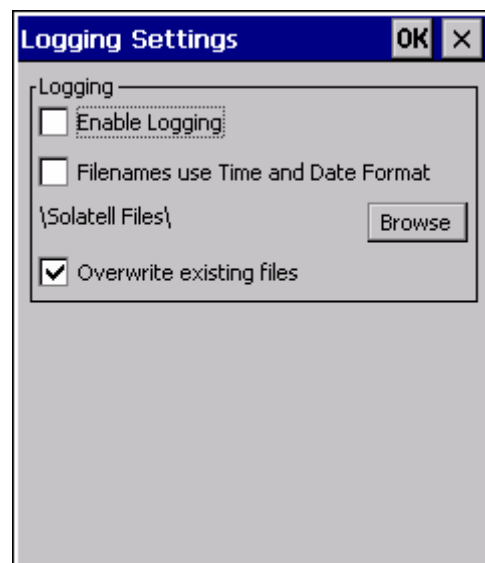 Logging Settings OK ×
Logging
Enable Logging
Filenames use Time and Date Format
\Solatell Files\ Browse
Overwrite existing files